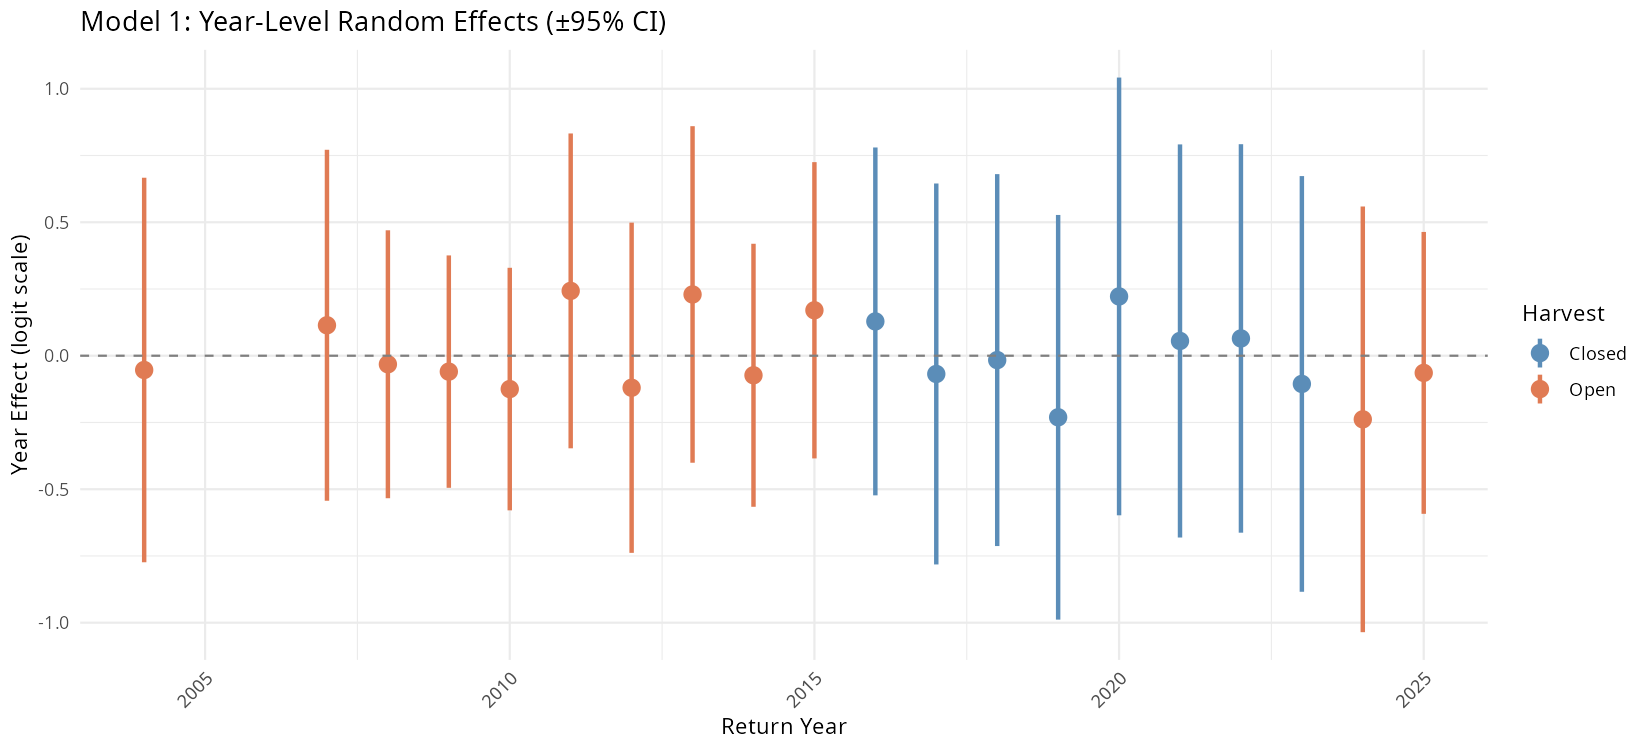 Model 1: Year-Level Random Effects (±95% CI)
1.0
0.5
0.0
-0.5
-1.0
Year Effect (logit scale)
2005
2010
2015
2020
2025
Return Year
Harvest
Closed
Open